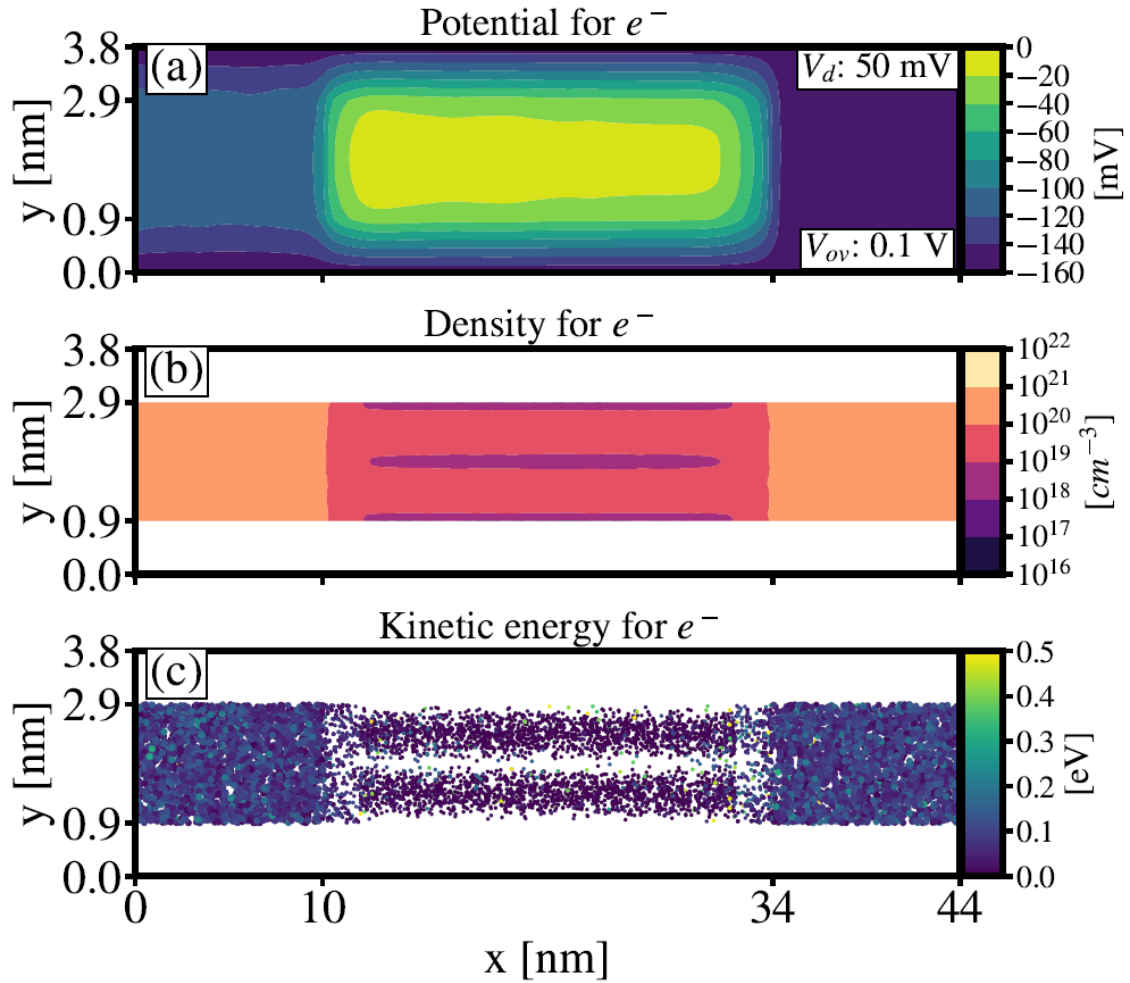 Potential for e⁻
(a)
V_d: 50 mV
V_ov: 0.1 V
3.8
2.9
0.9
0.0
y [nm]
0
−20
−40
−60
−80
−100
−120
−140
−160
[mV]
Density for e⁻
(b)
3.8
2.9
0.9
0.0
y [nm]
10²²
10²¹
10²⁰
10¹⁹
10¹⁸
10¹⁷
10¹⁶
[cm⁻³]
Kinetic energy for e⁻
(c)
3.8
2.9
0.9
0.0
y [nm]
0.5
0.4
0.3
0.2
0.1
0.0
[eV]
0 10 34 44
x [nm]